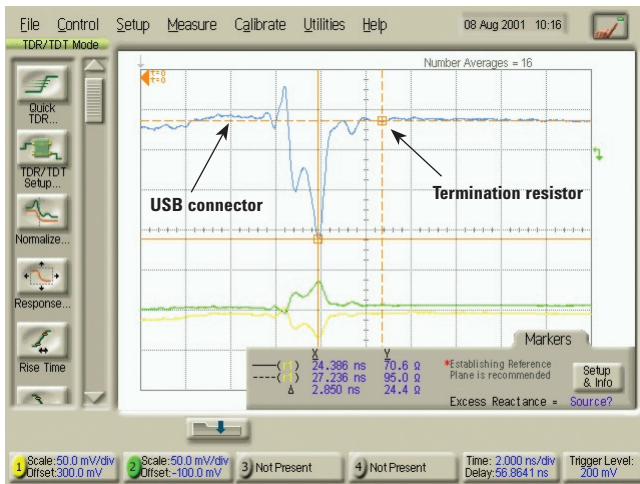 File Control Setup Measure Calibrate Utilities Help 08 Aug 2001 10:16
TDR/TDT Mode
Number Averages = 16
Quick
TDR...
TDR/TDT
Setup...
Normalize...
Response...
Rise Time
USB connector
Termination resistor
Markers
X Y
(r1) 24.386 ns 70.6 Ω
(r1) 27.236 ns 95.0 Ω
Δ 2.850 ns 24.4 Ω
*Establishing Reference
Plane is recommended
Excess Reactance = Source?
Setup
& Info
1 Scale:50.0 mV/div
Offset:300.0 mV
2 Scale:50.0 mV/div
Offset:-100.0 mV
3 Not Present
4 Not Present
Time: 2.000 ns/div
Delay:56.8641 ns
Trigger Level:
200 mV